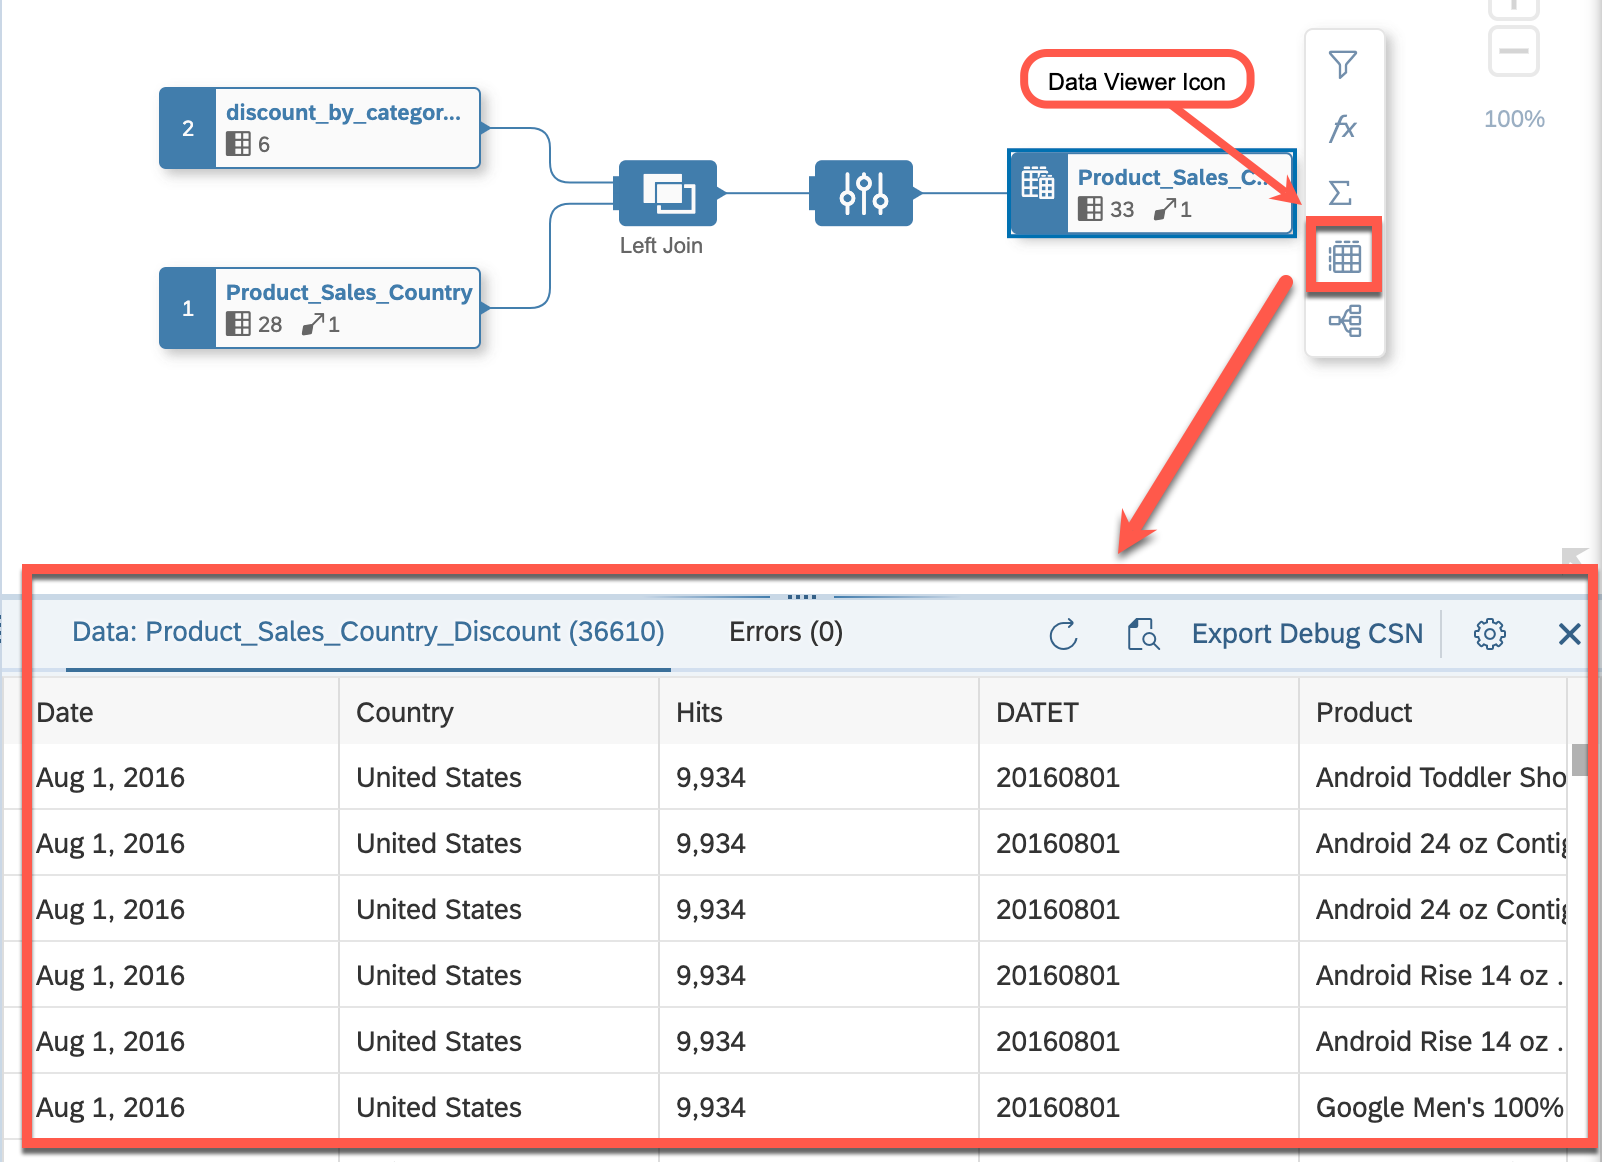 Data Viewer Icon
100%
2
discount_by_categor...
6
Product_Sales_C...
33 1
Left Join
1
Product_Sales_Country
28 1
Data: Product_Sales_Country_Discount (36610) Errors (0) Export Debug CSN
Date Country Hits DATET Product
Aug 1, 2016 United States 9,934 20160801 Android Toddler Sho
Aug 1, 2016 United States 9,934 20160801 Android 24 oz Contig
Aug 1, 2016 United States 9,934 20160801 Android 24 oz Contig
Aug 1, 2016 United States 9,934 20160801 Android Rise 14 oz .
Aug 1, 2016 United States 9,934 20160801 Android Rise 14 oz .
Aug 1, 2016 United States 9,934 20160801 Google Men's 100%